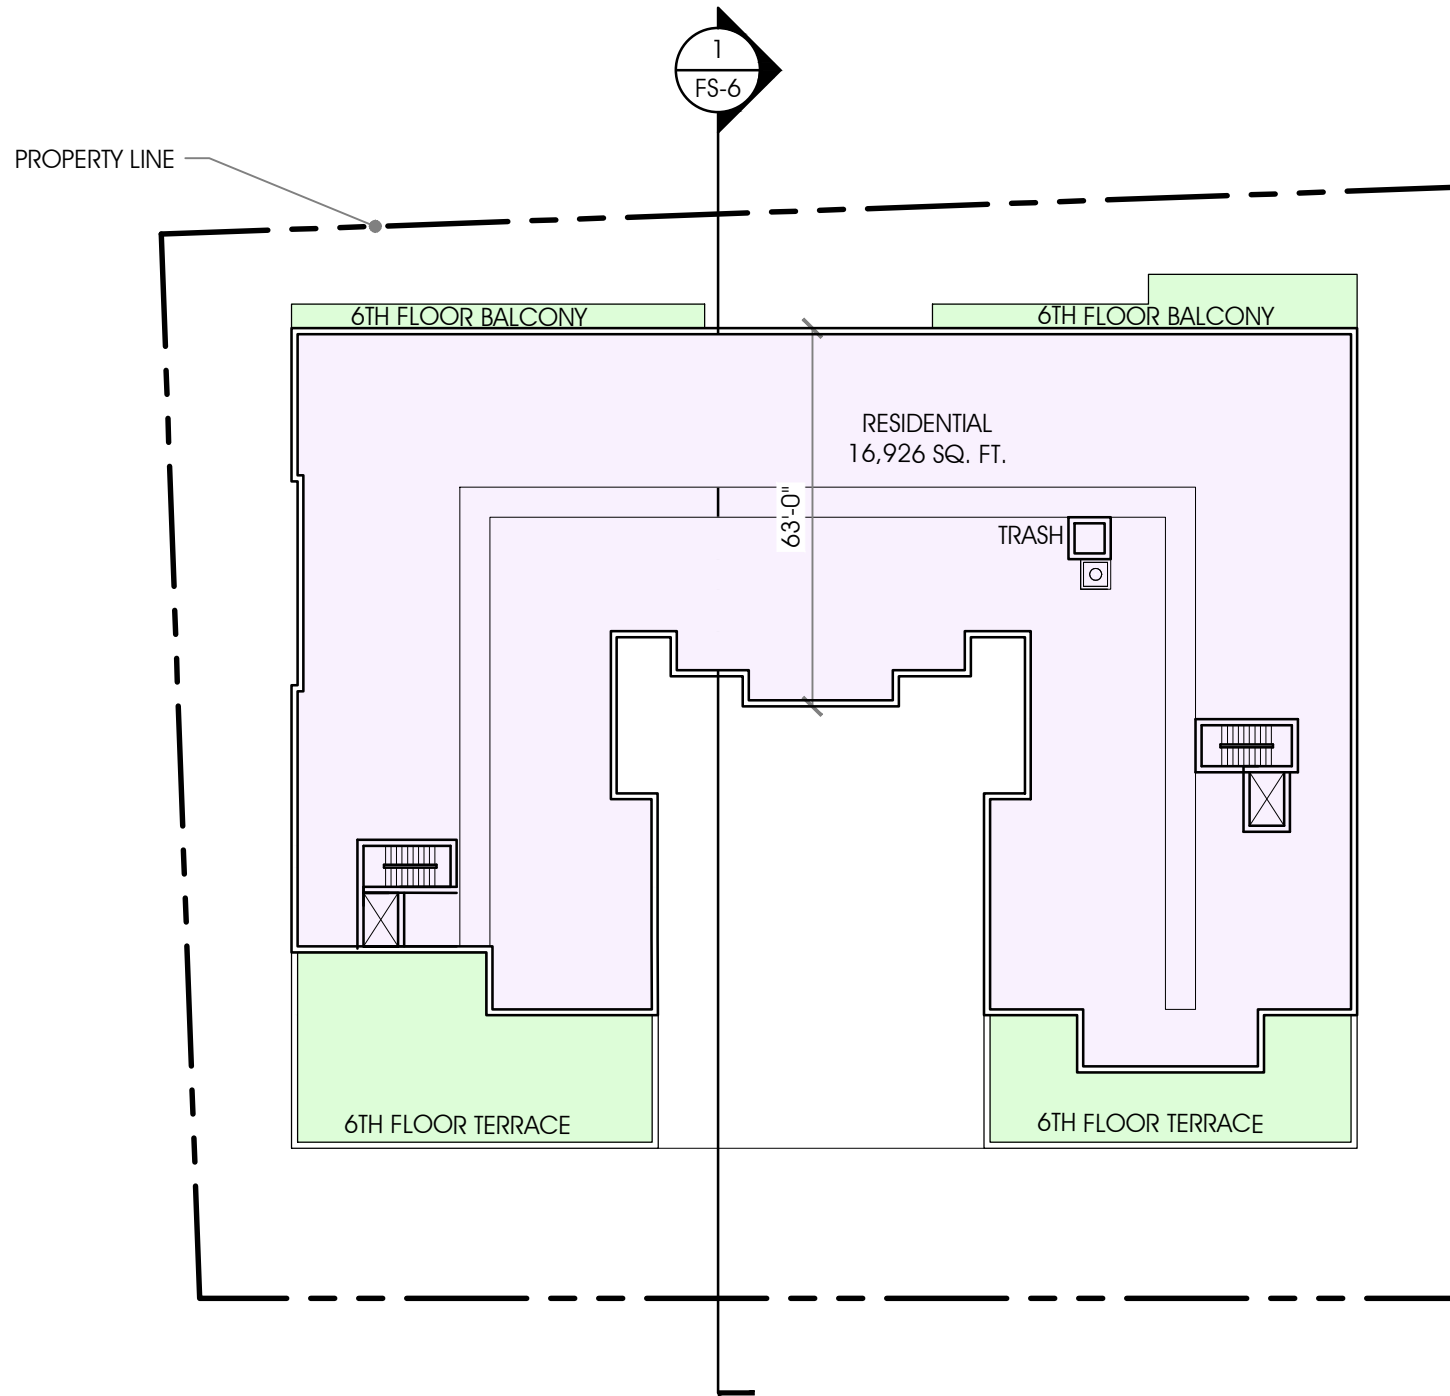 1
FS-6
PROPERTY LINE
6TH FLOOR BALCONY
6TH FLOOR BALCONY
RESIDENTIAL
16,926 SQ. FT.
63'-0"
TRASH
6TH FLOOR TERRACE
6TH FLOOR TERRACE